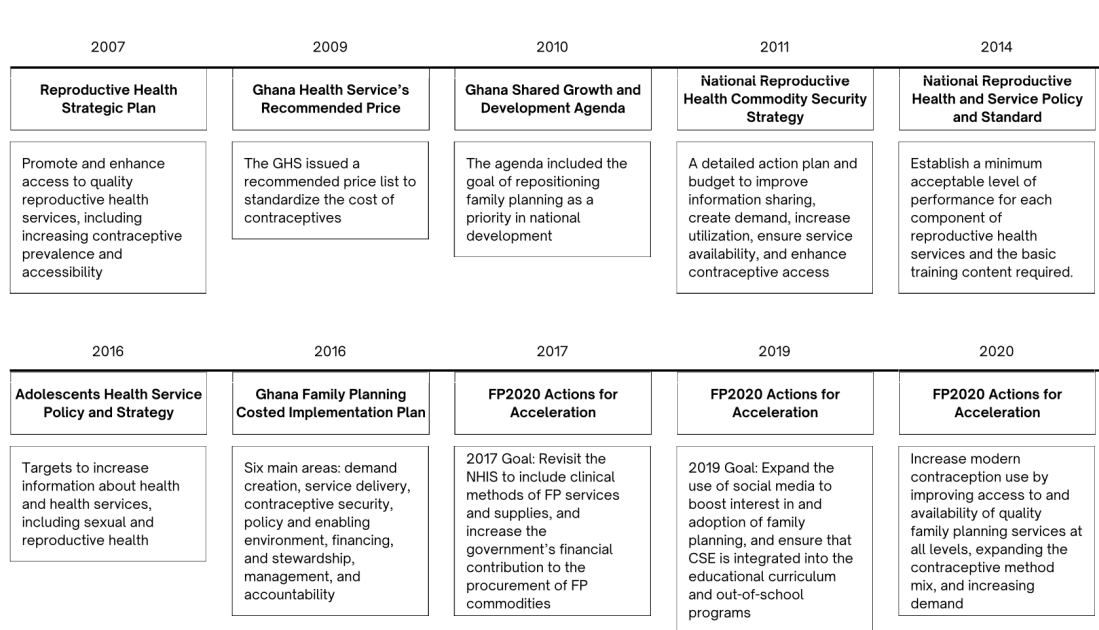 2007
2009
2010
2011
2014
Reproductive Health
Strategic Plan
Ghana Health Service's
Recommended Price
Ghana Shared Growth and
Development Agenda
National Reproductive
Health Commodity Security
Strategy
National Reproductive
Health and Service Policy
and Standard
Promote and enhance
access to quality
reproductive health
services, including
increasing contraceptive
prevalence and
accessibility
The GHS issued a
recommended price list to
standardize the cost of
contraceptives
The agenda included the
goal of repositioning
family planning as a
priority in national
development
A detailed action plan and
budget to improve
information sharing,
create demand, increase
utilization, ensure service
availability, and enhance
contraceptive access
Establish a minimum
acceptable level of
performance for each
component of
reproductive health
services and the basic
training content required.
2016
2016
2017
2019
2020
Adolescents Health Service
Policy and Strategy
Ghana Family Planning
Costed Implementation Plan
FP2020 Actions for
Acceleration
FP2020 Actions for
Acceleration
FP2020 Actions for
Acceleration
Targets to increase
information about health
and health services,
including sexual and
reproductive health
Six main areas: demand
creation, service delivery,
contraceptive security,
policy and enabling
environment, financing,
and stewardship,
management, and
accountability
2017 Goal: Revisit the
NHIS to include clinical
methods of FP services
and supplies, and
increase the
government's financial
contribution to the
procurement of FP
commodities
2019 Goal: Expand the
use of social media to
boost interest in and
adoption of family
planning, and ensure that
CSE is integrated into the
educational curriculum
and out-of-school
programs
Increase modern
contraception use by
improving access to and
availability of quality
family planning services at
all levels, expanding the
contraceptive method
mix, and increasing
demand